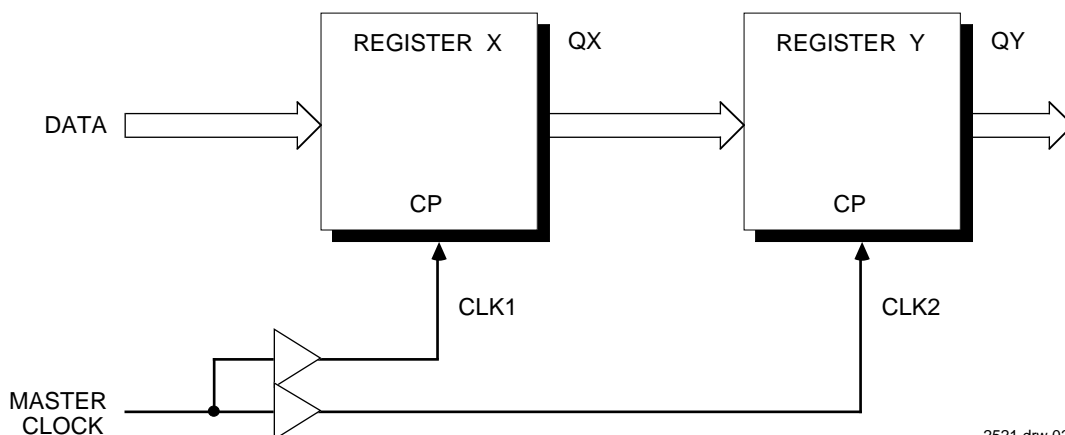 REGISTER X
QX
REGISTER Y
QY
DATA
CP
CP
CLK1
CLK2
MASTER
CLOCK